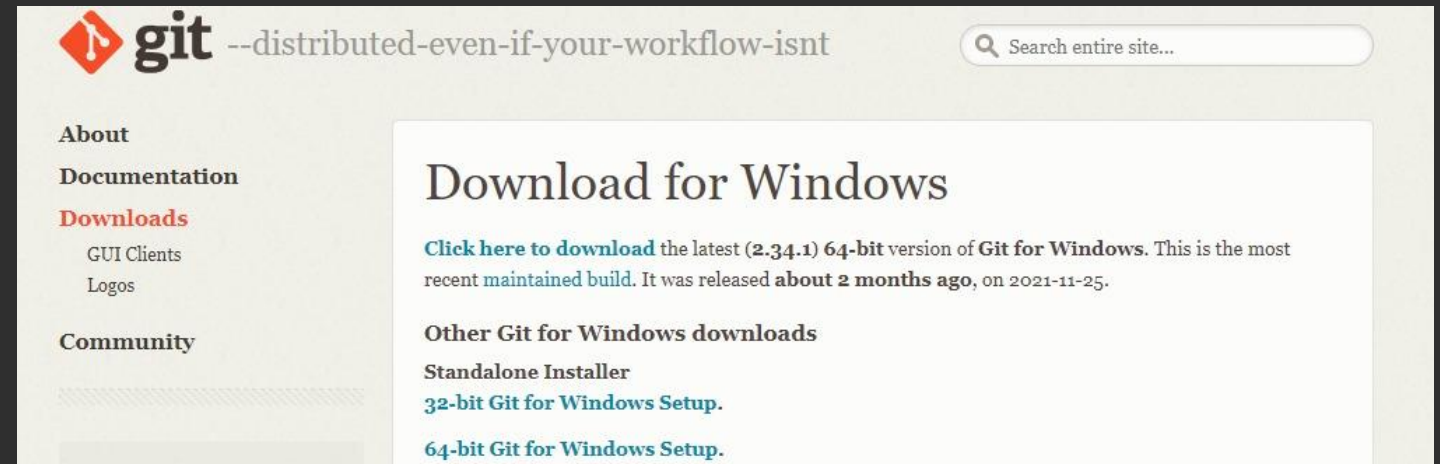 git --distributed-even-if-your-workflow-isnt
Search entire site...
About
Documentation
Downloads
GUI Clients
Logos
Community
Download for Windows
Click here to download the latest (2.34.1) 64-bit version of Git for Windows. This is the most
recent maintained build. It was released about 2 months ago, on 2021-11-25.
Other Git for Windows downloads
Standalone Installer
32-bit Git for Windows Setup.
64-bit Git for Windows Setup.